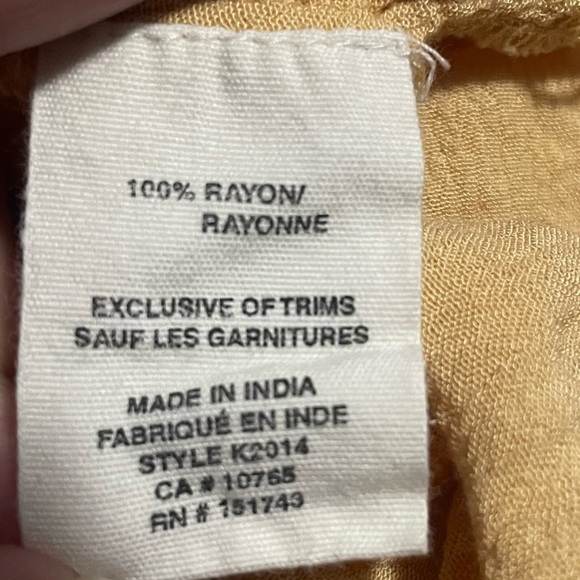 100% RAYON/
RAYONNE
EXCLUSIVE OF TRIMS
SAUF LES GARNITURES
MADE IN INDIA
FABRIQUÉ EN INDE
STYLE K2014
CA # 10765
RN # 151743